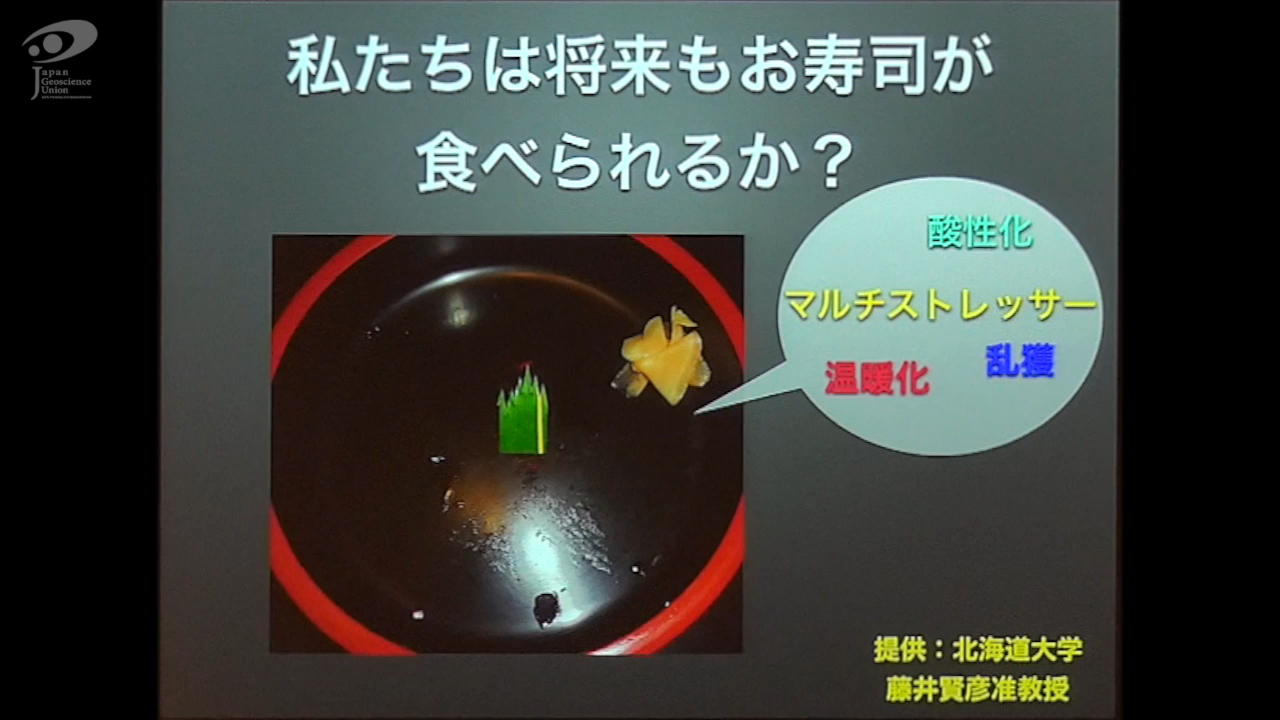 Japan
Geoscience
Union
私たちは将来もお寿司が
食べられるか？
酸性化
マルチストレッサー
乱獲
温暖化
提供：北海道大学
藤井賢彦准教授